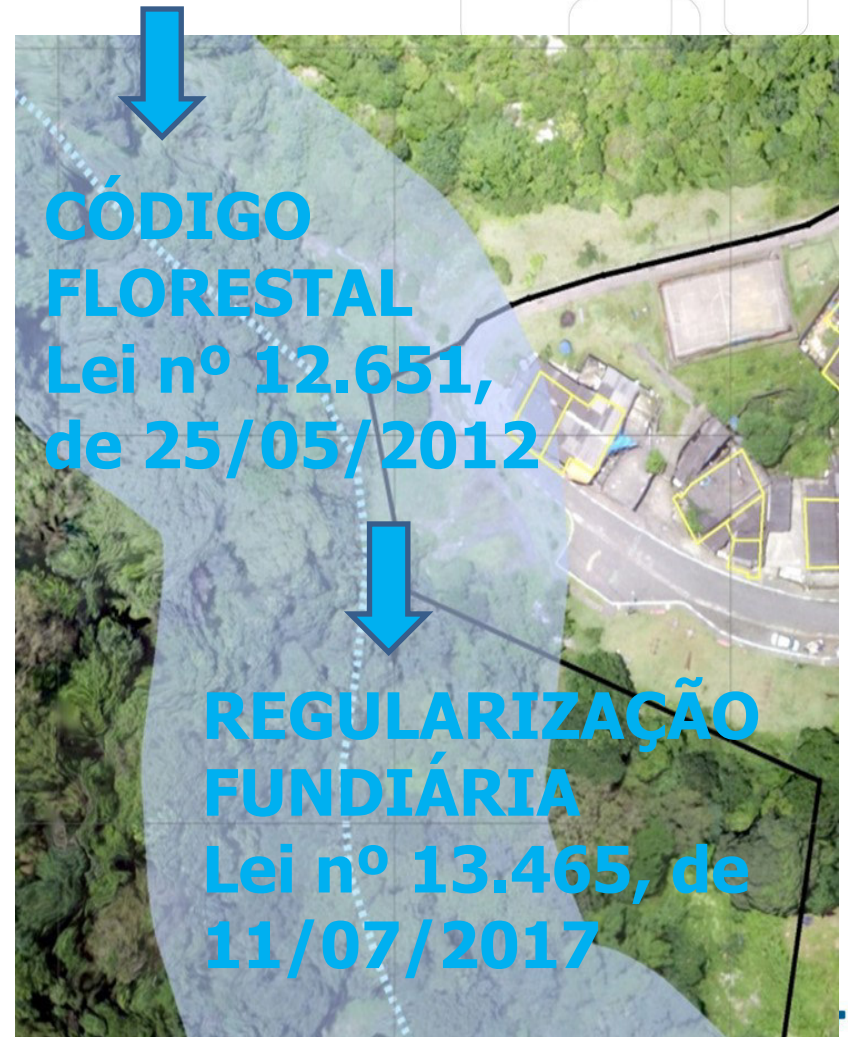 CÓDIGO
FLORESTAL
Lei nº 12.651,
de 25/05/2012
REGULARIZAÇÃO
FUNDIÁRIA
Lei nº 13.465, de
11/07/2017